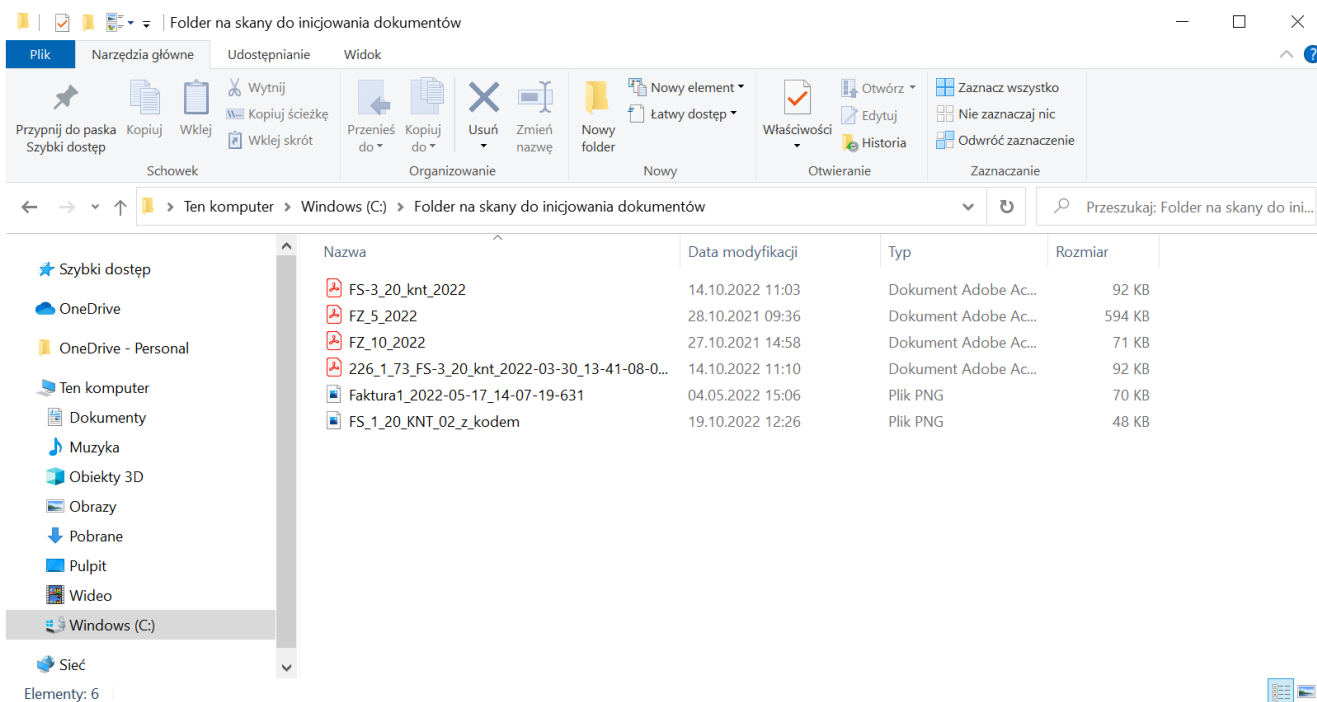 Folder na skany do inicjowania dokumentów
Plik Narzędzia główne Udostępnianie Widok
Przypnij do paska Szybki dostęp
Kopiuj
Wklej
Wytnij
Kopiuj ścieżkę
Wklej skrót
Schowek
Przenieś do
Kopiuj do
Usuń
Zmień nazwę
Organizowanie
Nowy folder
Nowy element
Łatwy dostęp
Nowy
Właściwości
Otwórz
Edytuj
Historia
Otwieranie
Zaznacz wszystko
Nie zaznaczaj nic
Odwróć zaznaczenie
Zaznaczanie
Ten komputer > Windows (C:) > Folder na skany do inicjowania dokumentów
Przeszukaj: Folder na skany do ini...
Szybki dostęp
OneDrive
OneDrive - Personal
Ten komputer
Dokumenty
Muzyka
Obiekty 3D
Obrazy
Pobrane
Pulpit
Wideo
Windows (C:)
Sieć
Nazwa Data modyfikacji Typ Rozmiar
FS-3_20_knt_2022 14.10.2022 11:03 Dokument Adobe Ac... 92 KB
FZ_5_2022 28.10.2021 09:36 Dokument Adobe Ac... 594 KB
FZ_10_2022 27.10.2021 14:58 Dokument Adobe Ac... 71 KB
226_1_73_FS-3_20_knt_2022-03-30_13-41-08-0... 14.10.2022 11:10 Dokument Adobe Ac... 92 KB
Faktura1_2022-05-17_14-07-19-631 04.05.2022 15:06 Plik PNG 70 KB
FS_1_20_KNT_02_z_kodem 19.10.2022 12:26 Plik PNG 48 KB
Elementy: 6